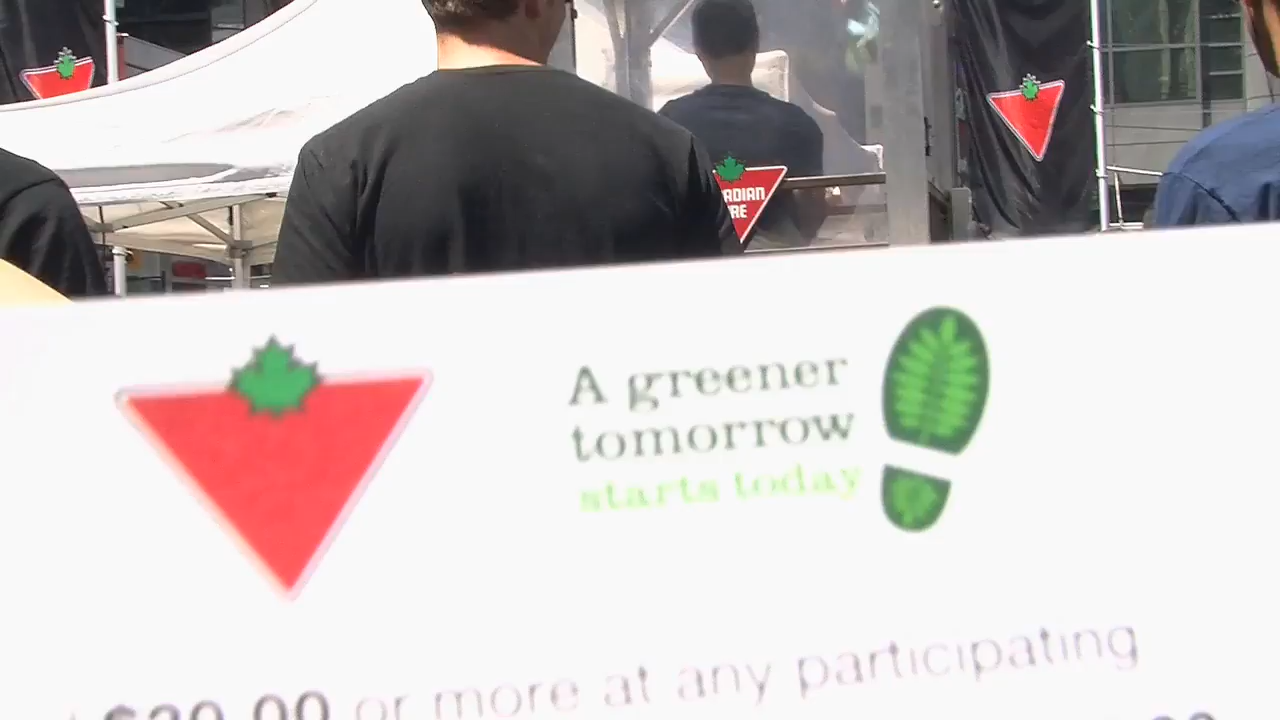 A greener
tomorrow
starts today
or more at any participating